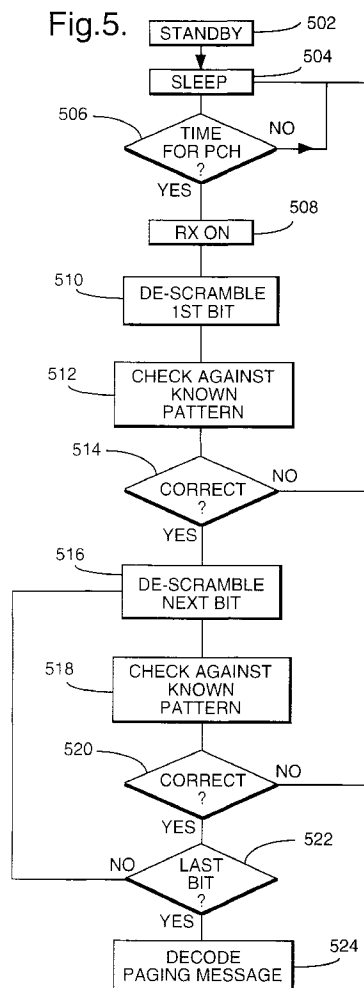 Fig.5.
STANDBY
502
SLEEP
504
506
TIME
FOR PCH
?
NO
YES
RX ON
508
510
DE-SCRAMBLE
1ST BIT
512
CHECK AGAINST
KNOWN
PATTERN
514
CORRECT
?
NO
YES
516
DE-SCRAMBLE
NEXT BIT
518
CHECK AGAINST
KNOWN
PATTERN
520
CORRECT
?
NO
YES
522
NO
LAST
BIT
?
YES
DECODE
PAGING MESSAGE
524